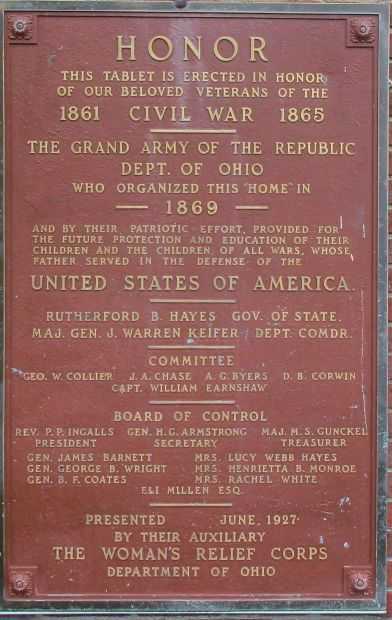 HONOR
THIS TABLET IS ERECTED IN HONOR
OF OUR BELOVED VETERANS OF THE
1861 CIVIL WAR 1865
THE GRAND ARMY OF THE REPUBLIC
DEPT. OF OHIO
WHO ORGANIZED THIS "HOME" IN
1869
AND BY THEIR PATRIOTIC EFFORT, PROVIDED FOR
THE FUTURE PROTECTION AND EDUCATION OF THEIR
CHILDREN AND THE CHILDREN OF ALL WARS, WHOSE
FATHER SERVED IN THE DEFENSE OF THE
UNITED STATES OF AMERICA.
RUTHERFORD B. HAYES GOV. OF STATE.
MAJ. GEN. J. WARREN KEIFER DEPT. COMDR.
COMMITTEE
GEO. W. COLLIER J. A. CHASE A. G. BYERS D. B. CORWIN
CAPT. WILLIAM EARNSHAW
BOARD OF CONTROL
REV. P. P. INGALLS GEN. H. G. ARMSTRONG MAJ. M. S. GUNCKEL
PRESIDENT SECRETARY TREASURER
GEN. JAMES BARNETT MRS. LUCY WEBB HAYES
GEN. GEORGE B. WRIGHT MRS. HENRIETTA B. MONROE
GEN. B. F. COATES MRS. RACHEL WHITE
ELI MILLEN ESQ.
PRESENTED JUNE, 1927
BY THEIR AUXILIARY
THE WOMAN'S RELIEF CORPS
DEPARTMENT OF OHIO